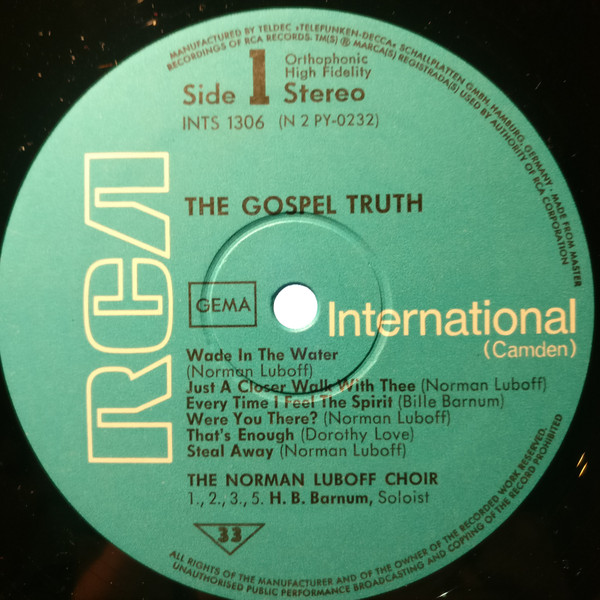 MANUFACTURED BY TELDEC »TELEFUNKEN-DECCA« SCHALLPLATTEN GMBH, HAMBURG, GERMANY · MADE FROM MASTER
RECORDINGS OF RCA RECORDS. TM(S) ® MARCA(S) REGISTRADA(S) USED BY AUTHORITY OF RCA CORPORATION
Side 1 Orthophonic
High Fidelity
Stereo
INTS 1306 (N 2 PY-0232)
THE GOSPEL TRUTH
RCA
GEMA
International
(Camden)
Wade In The Water
(Norman Luboff)
Just A Closer Walk With Thee (Norman Luboff)
Every Time I Feel The Spirit (Bille Barnum)
Were You There? (Norman Luboff)
That's Enough (Dorothy Love)
Steal Away (Norman Luboff)
THE NORMAN LUBOFF CHOIR
1., 2., 3., 5. H. B. Barnum, Soloist
33
ALL RIGHTS OF THE MANUFACTURER AND OF THE OWNER OF THE RECORDED WORK RESERVED.
UNAUTHORISED PUBLIC PERFORMANCE BROADCASTING AND COPYING OF THE RECORD PROHIBITED